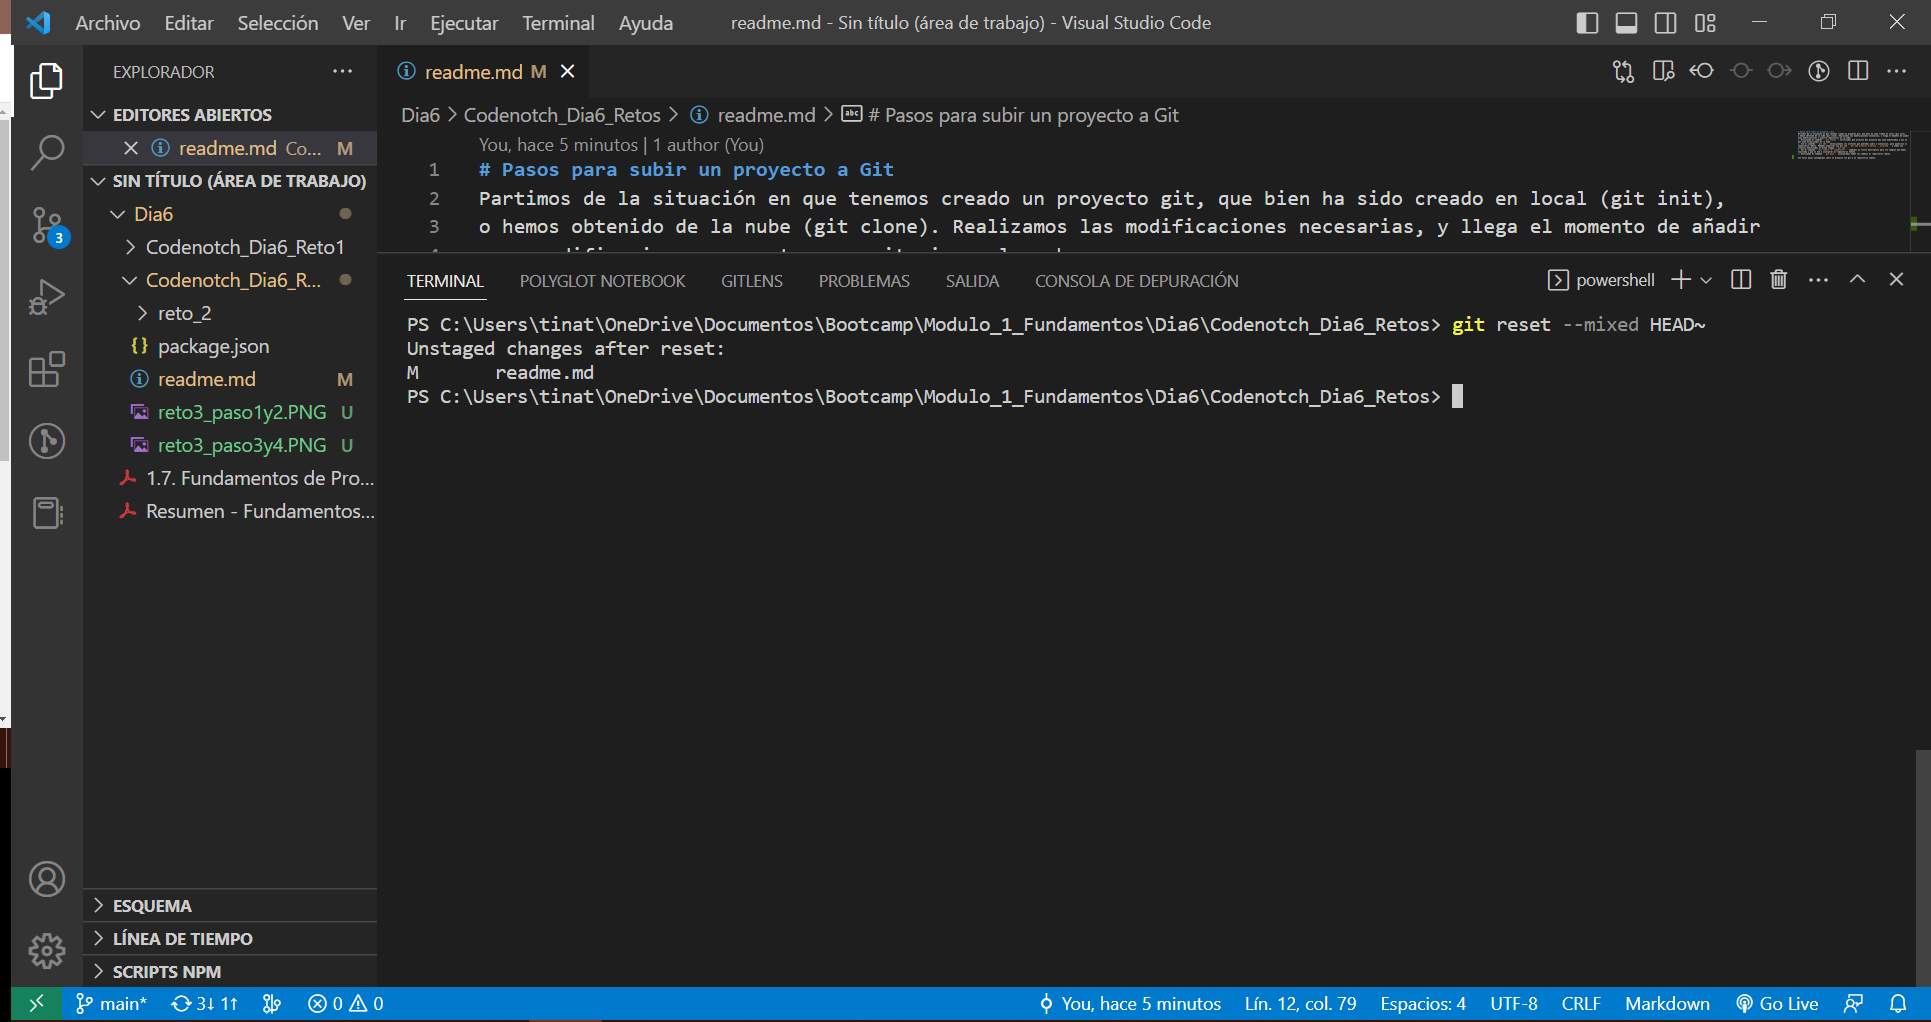 Archivo Editar Selección Ver Ir Ejecutar Terminal Ayuda readme.md - Sin título (área de trabajo) - Visual Studio Code
EXPLORADOR
EDITORES ABIERTOS
readme.md Co... M
SIN TÍTULO (ÁREA DE TRABAJO)
Dia6
Codenotch_Dia6_Reto1
Codenotch_Dia6_R...
reto_2
package.json
readme.md M
reto3_paso1y2.PNG U
reto3_paso3y4.PNG U
1.7. Fundamentos de Pro...
Resumen - Fundamentos...
3
ESQUEMA
LÍNEA DE TIEMPO
SCRIPTS NPM
readme.md M
Dia6 > Codenotch_Dia6_Retos > readme.md > # Pasos para subir un proyecto a Git
You, hace 5 minutos | 1 author (You)
1 # Pasos para subir un proyecto a Git
2 Partimos de la situación en que tenemos creado un proyecto git, que bien ha sido creado en local (git init),
3 o hemos obtenido de la nube (git clone). Realizamos las modificaciones necesarias, y llega el momento de añadir
TERMINAL POLYGLOT NOTEBOOK GITLENS PROBLEMAS SALIDA CONSOLA DE DEPURACIÓN powershell
PS C:\Users\tinat\OneDrive\Documentos\Bootcamp\Modulo_1_Fundamentos\Dia6\Codenotch_Dia6_Retos> git reset --mixed HEAD~
Unstaged changes after reset:
M readme.md
PS C:\Users\tinat\OneDrive\Documentos\Bootcamp\Modulo_1_Fundamentos\Dia6\Codenotch_Dia6_Retos>
main* 3↓ 1↑ 0 0 You, hace 5 minutos Lín. 12, col. 79 Espacios: 4 UTF-8 CRLF Markdown Go Live